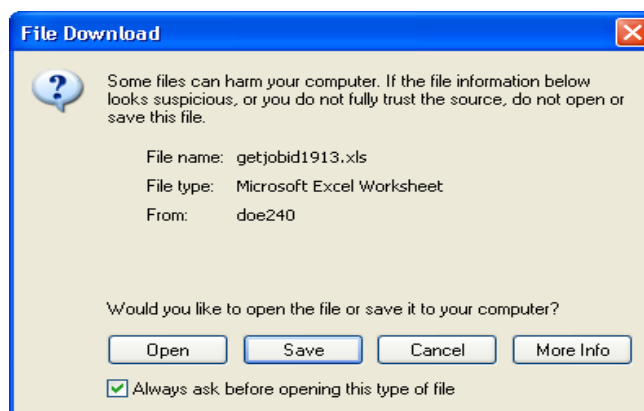 File Download
Some files can harm your computer. If the file information below
looks suspicious, or you do not fully trust the source, do not open or
save this file.
File name: getjobid1913.xls
File type: Microsoft Excel Worksheet
From: doe240
Would you like to open the file or save it to your computer?
Open Save Cancel More Info
Always ask before opening this type of file